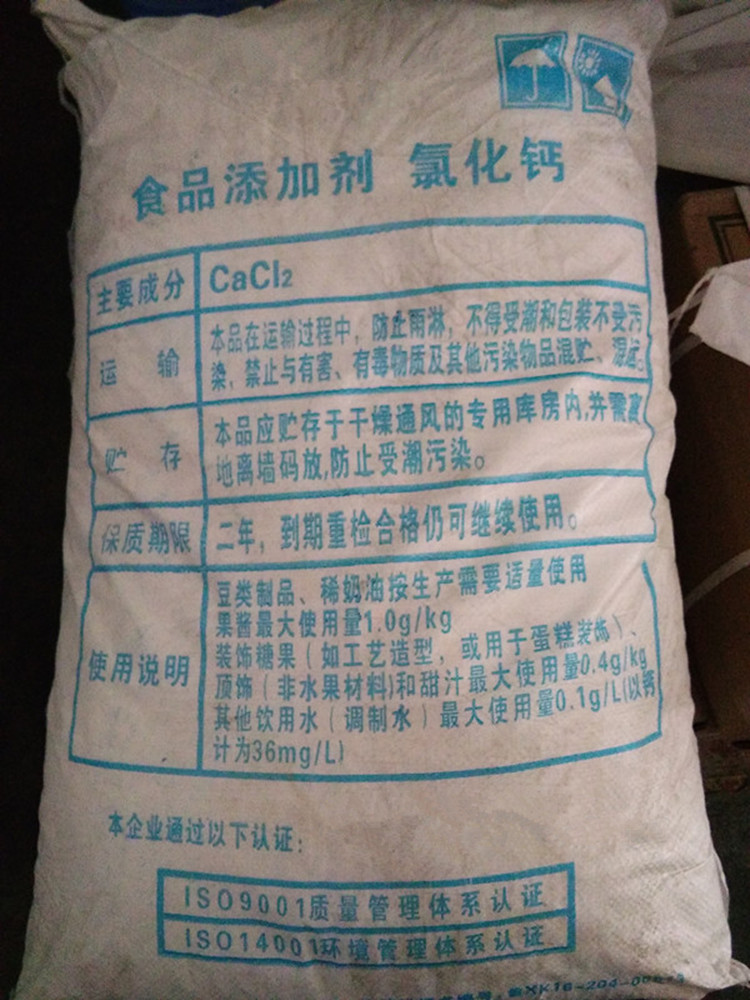 食品添加剂 氯化钙
主要成分 CaCl₂
运 输
本品在运输过程中，防止雨淋，不得受潮和包装不受污
染、禁止与有害、有毒物质及其他污染物品混贮、混运。
贮 存
本品应贮存于干燥通风的专用库房内,并需离
地离墙码放,防止受潮污染。
保质期限 二年，到期重检合格仍可继续使用。
使用说明
豆类制品、稀奶油按生产需要适量使用
果酱最大使用量1.0g/kg
装饰糖果（如工艺造型，或用于蛋糕装饰）、
顶饰（非水果材料)和甜汁最大使用量0.4g/kg
其他饮用水（调制水）最大使用量0.1g/L(以钙
计为36mg/L)
本企业通过以下认证：
ISO9001质量管理体系认证
ISO14001环境管理体系认证
XK16-204-00